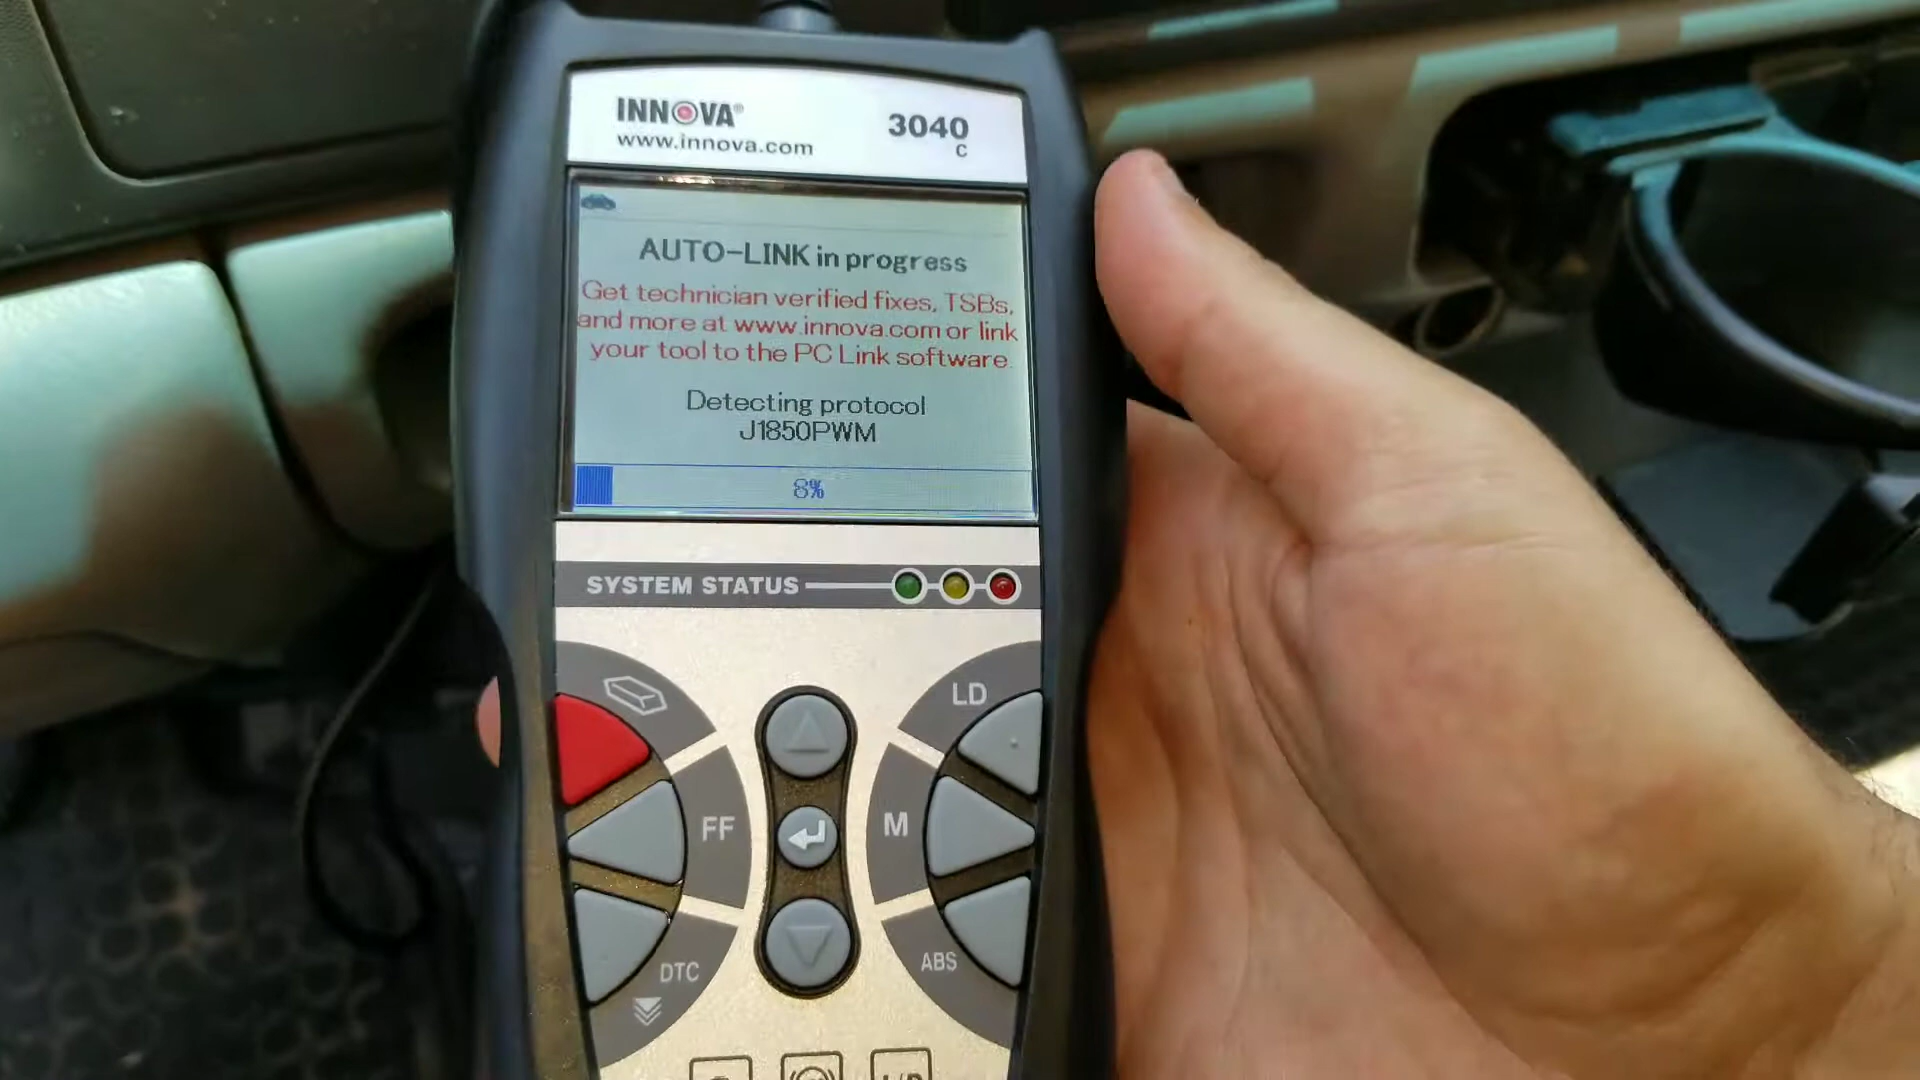 INNOVA®
www.innova.com
3040
C
AUTO-LINK in progress
Get technician verified fixes, TSBs,
and more at www.innova.com or link
your tool to the PC Link software.
Detecting protocol
J1850PWM
8%
SYSTEM STATUS
LD
FF
M
DTC
ABS